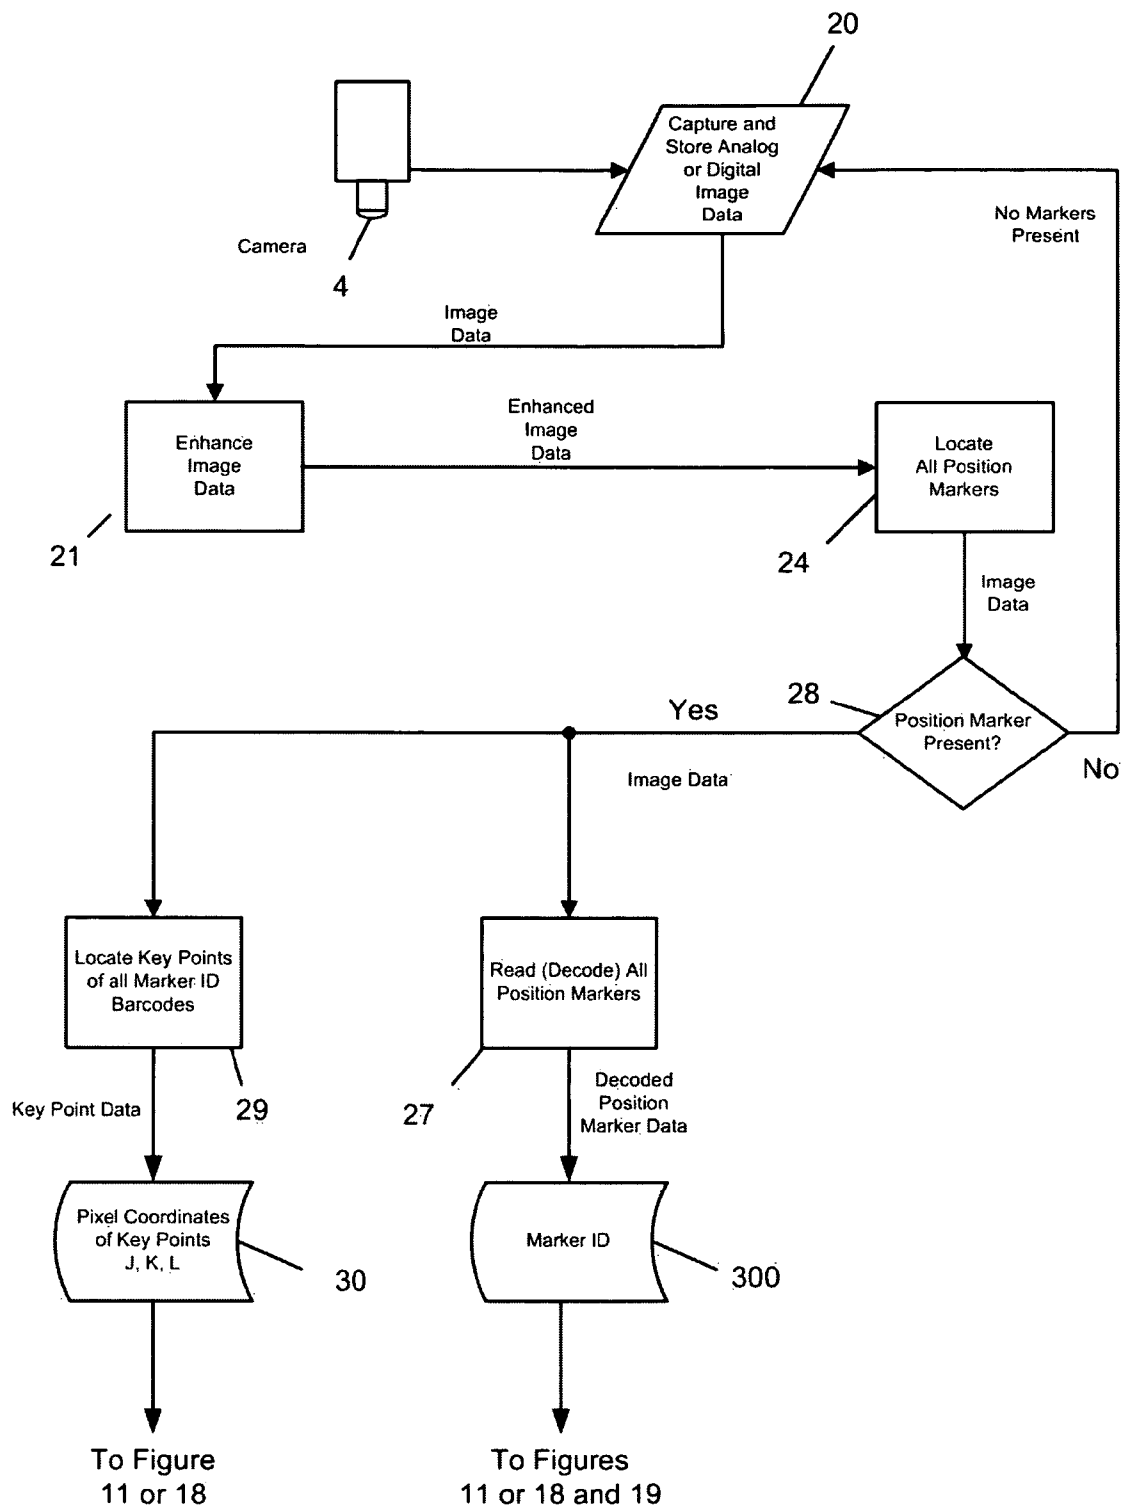 20
Capture and
Store Analog
or Digital
Image
Data
No Markers
Present
Camera
4
Image
Data
Enhanced
Image
Data
Enhance
Image
Data
Locate
All Position
Markers
21
24
Image
Data
28
Yes
Position Marker
Present?
No
Image Data
Locate Key Points
of all Marker ID
Barcodes
Read (Decode) All
Position Markers
29
27
Key Point Data
Decoded
Position
Marker Data
Pixel Coordinates
of Key Points
J, K, L
Marker ID
30
300
To Figure
11 or 18
To Figures
11 or 18 and 19